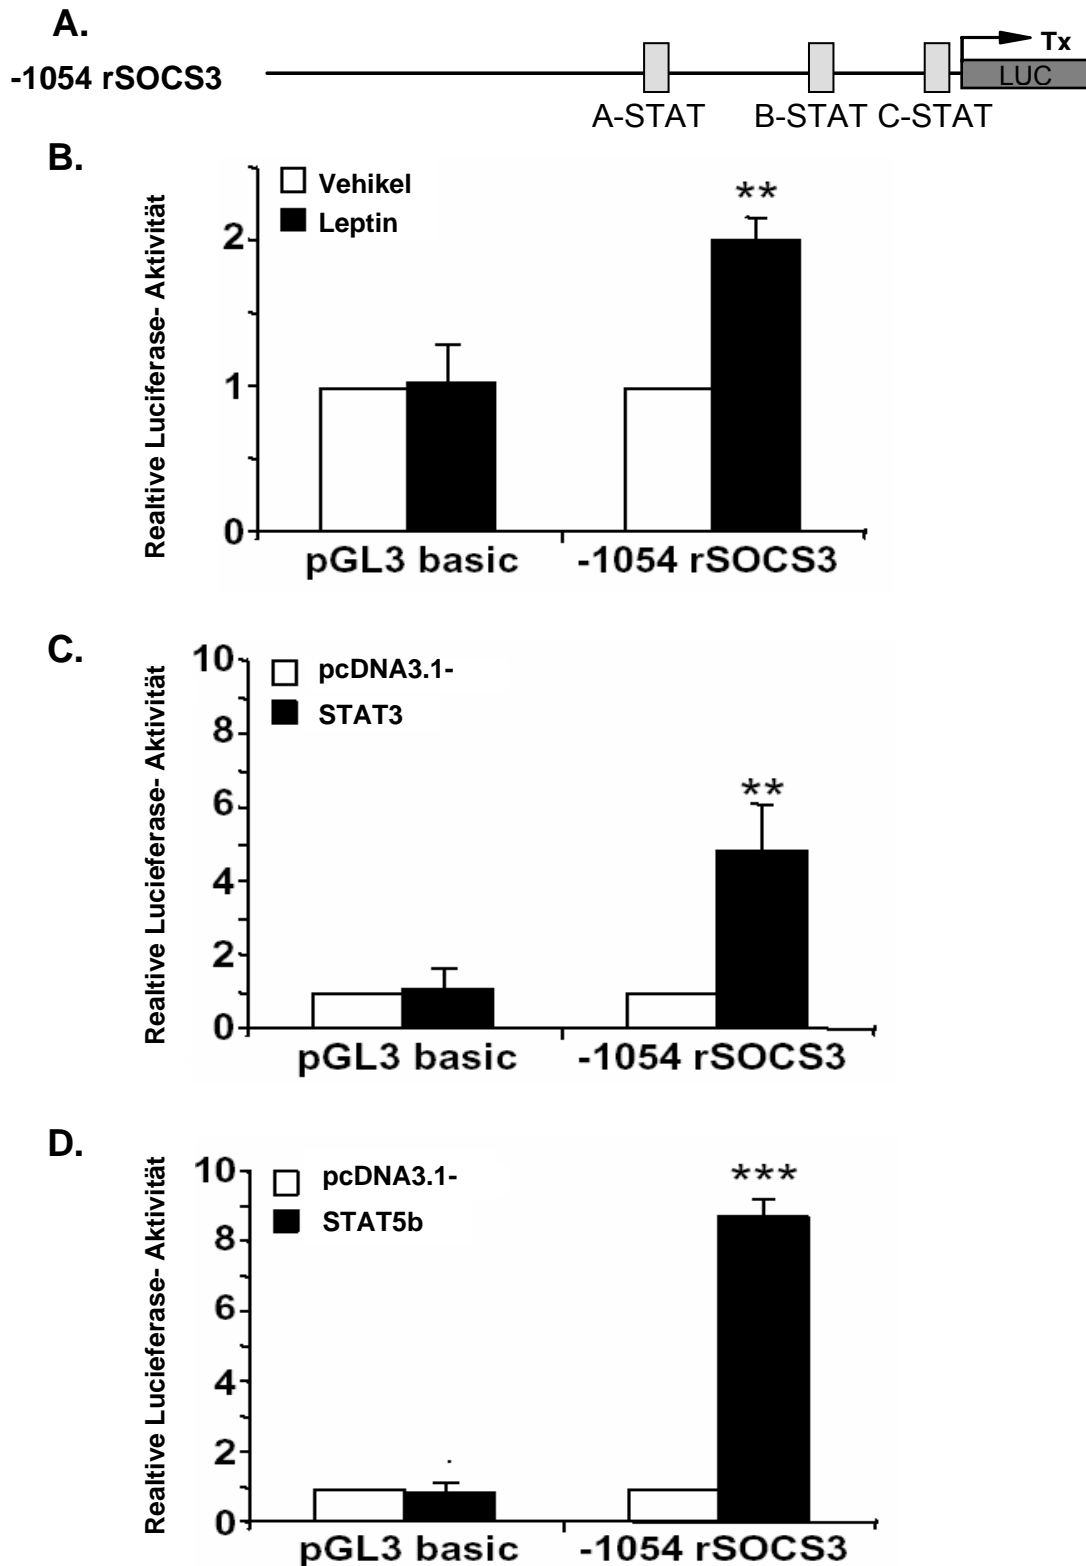 A.
-1054 rSOCS3
Tx
LUC
A-STAT B-STAT C-STAT
B.
Realtive Luciferase- Aktivität
Vehikel
Leptin
**
2
1
0
pGL3 basic -1054 rSOCS3
C.
Realtive Lucieferase- Aktivität
10
8
6
4
2
0
pcDNA3.1-
STAT3
**
pGL3 basic -1054 rSOCS3
D.
Realtive Lucieferase- Aktivität
10
8
6
4
2
0
pcDNA3.1-
STAT5b
***
pGL3 basic -1054 rSOCS3